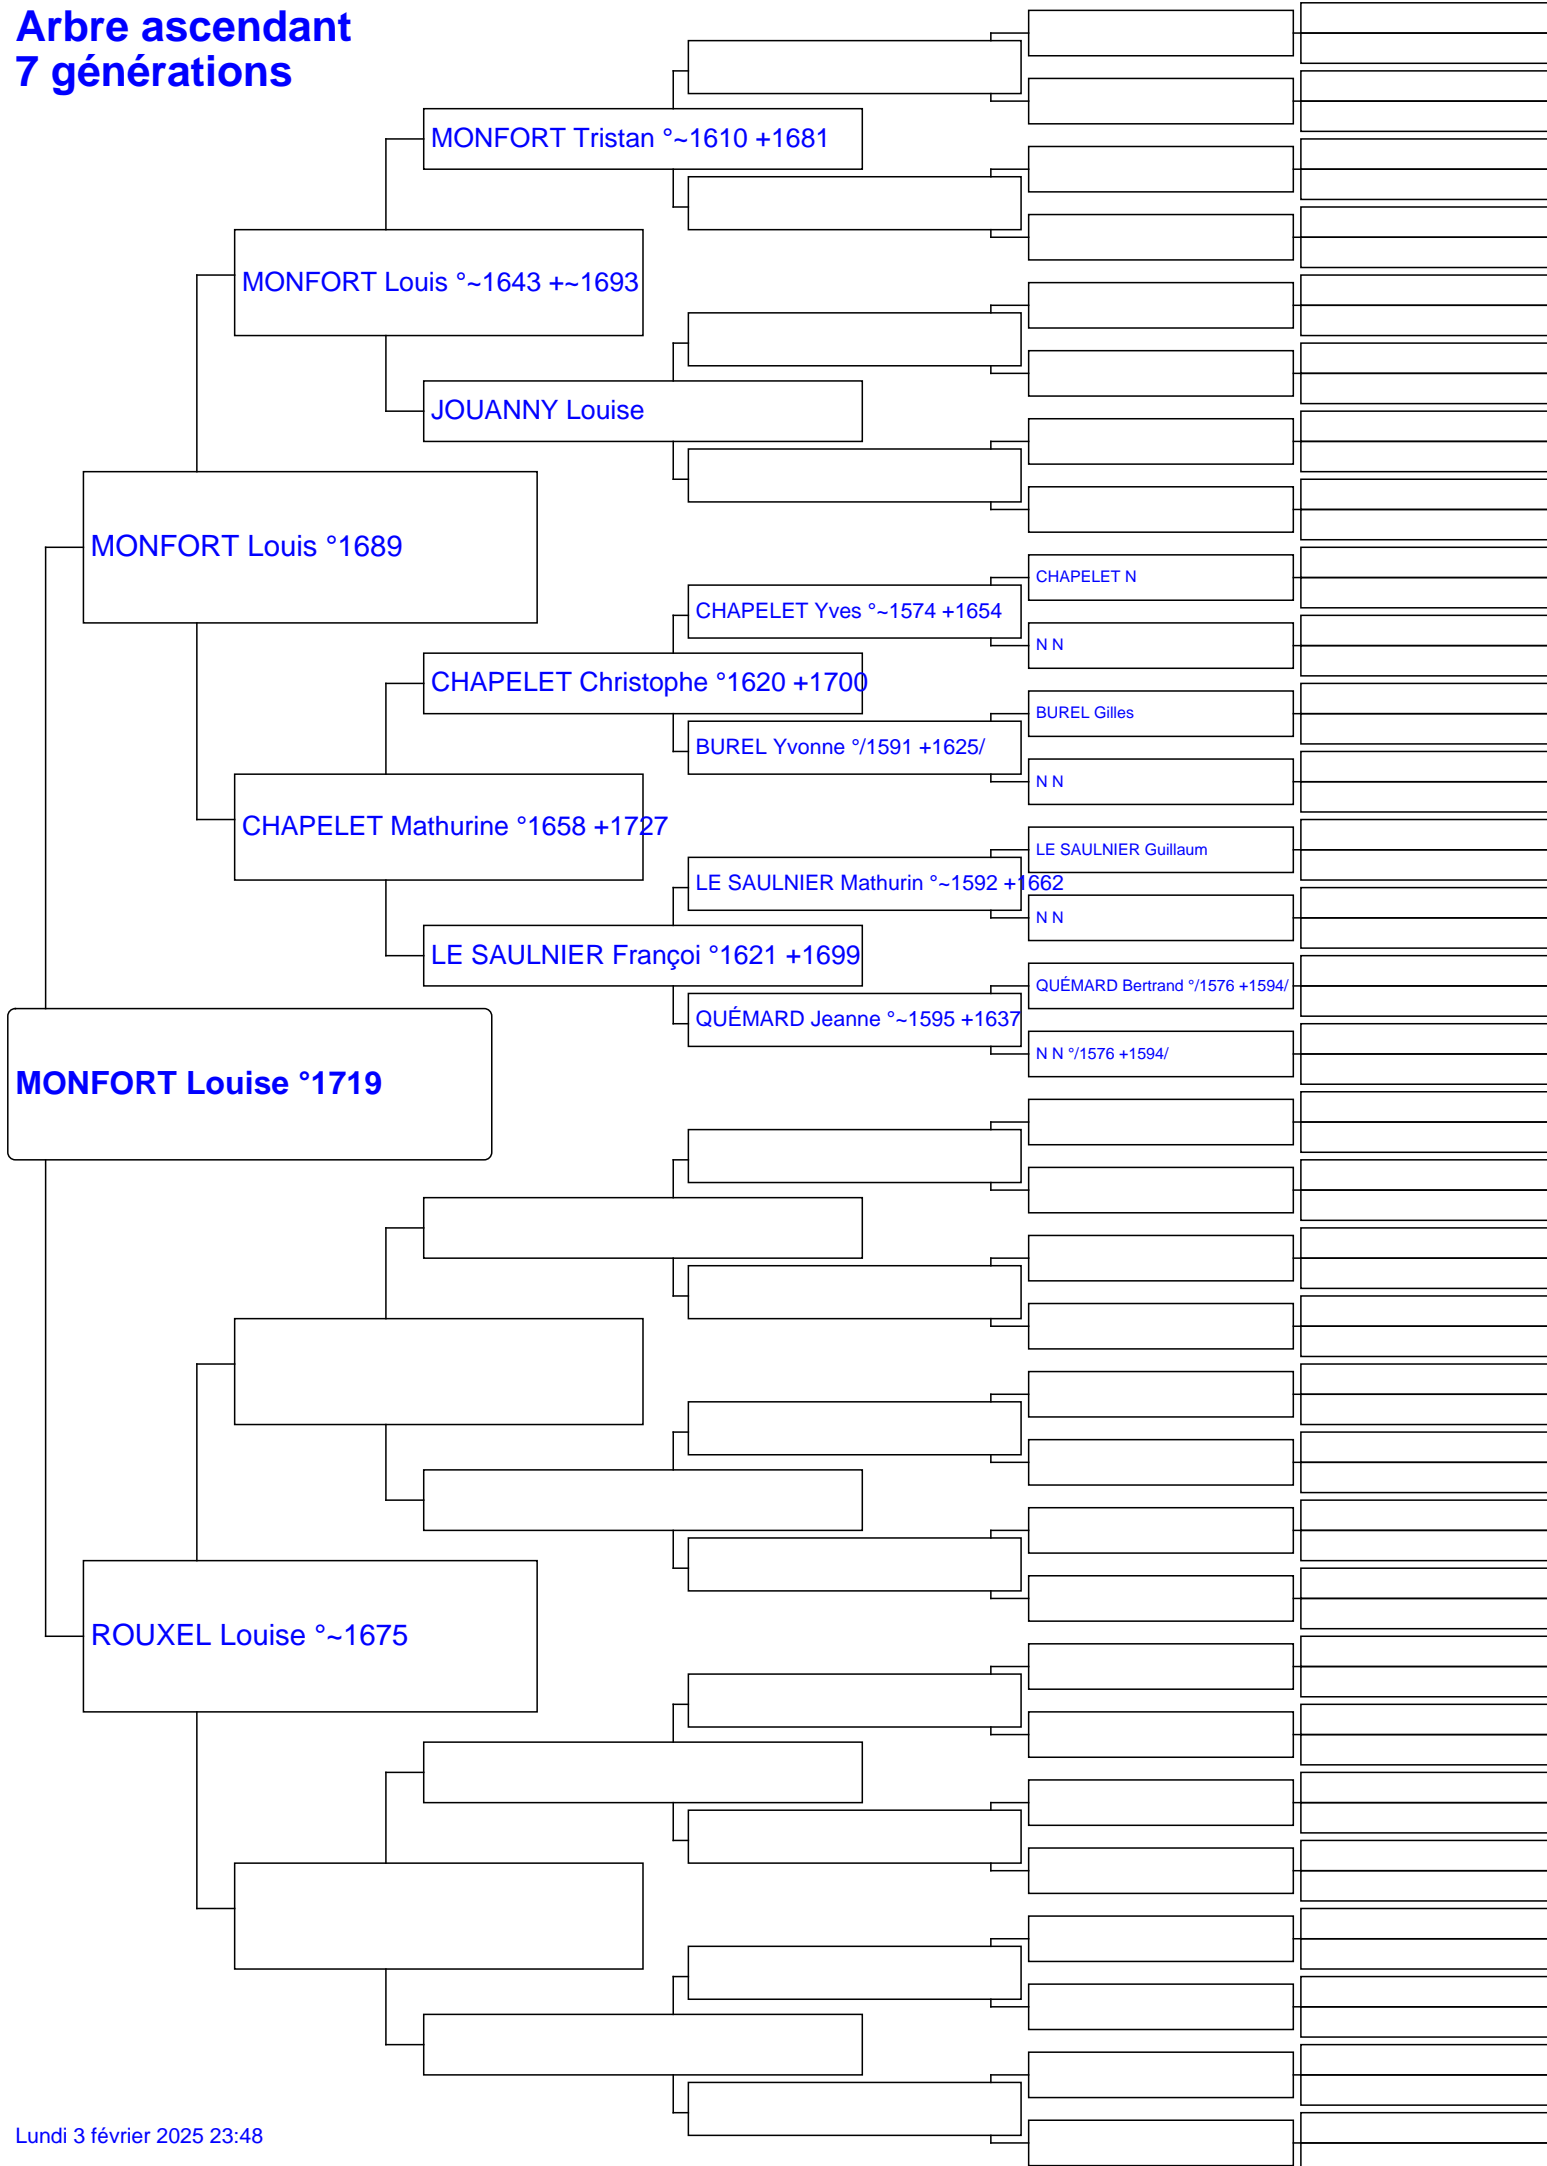 Arbre ascendant
7 générations
MONFORT Tristan °~1610 +1681
MONFORT Louis °~1643 +~1693
JOUANNY Louise
MONFORT Louis °1689
CHAPELET N
CHAPELET Yves °~1574 +1654
N N
CHAPELET Christophe °1620 +1700
BUREL Gilles
BUREL Yvonne °/1591 +1625/
N N
CHAPELET Mathurine °1658 +1727
LE SAULNIER Guillaum
LE SAULNIER Mathurin °~1592 +1662
N N
LE SAULNIER Françoi °1621 +1699
QUÉMARD Bertrand °/1576 +1594/
QUÉMARD Jeanne °~1595 +1637
N N °/1576 +1594/
MONFORT Louise °1719
ROUXEL Louise °~1675
Lundi 3 février 2025 23:48